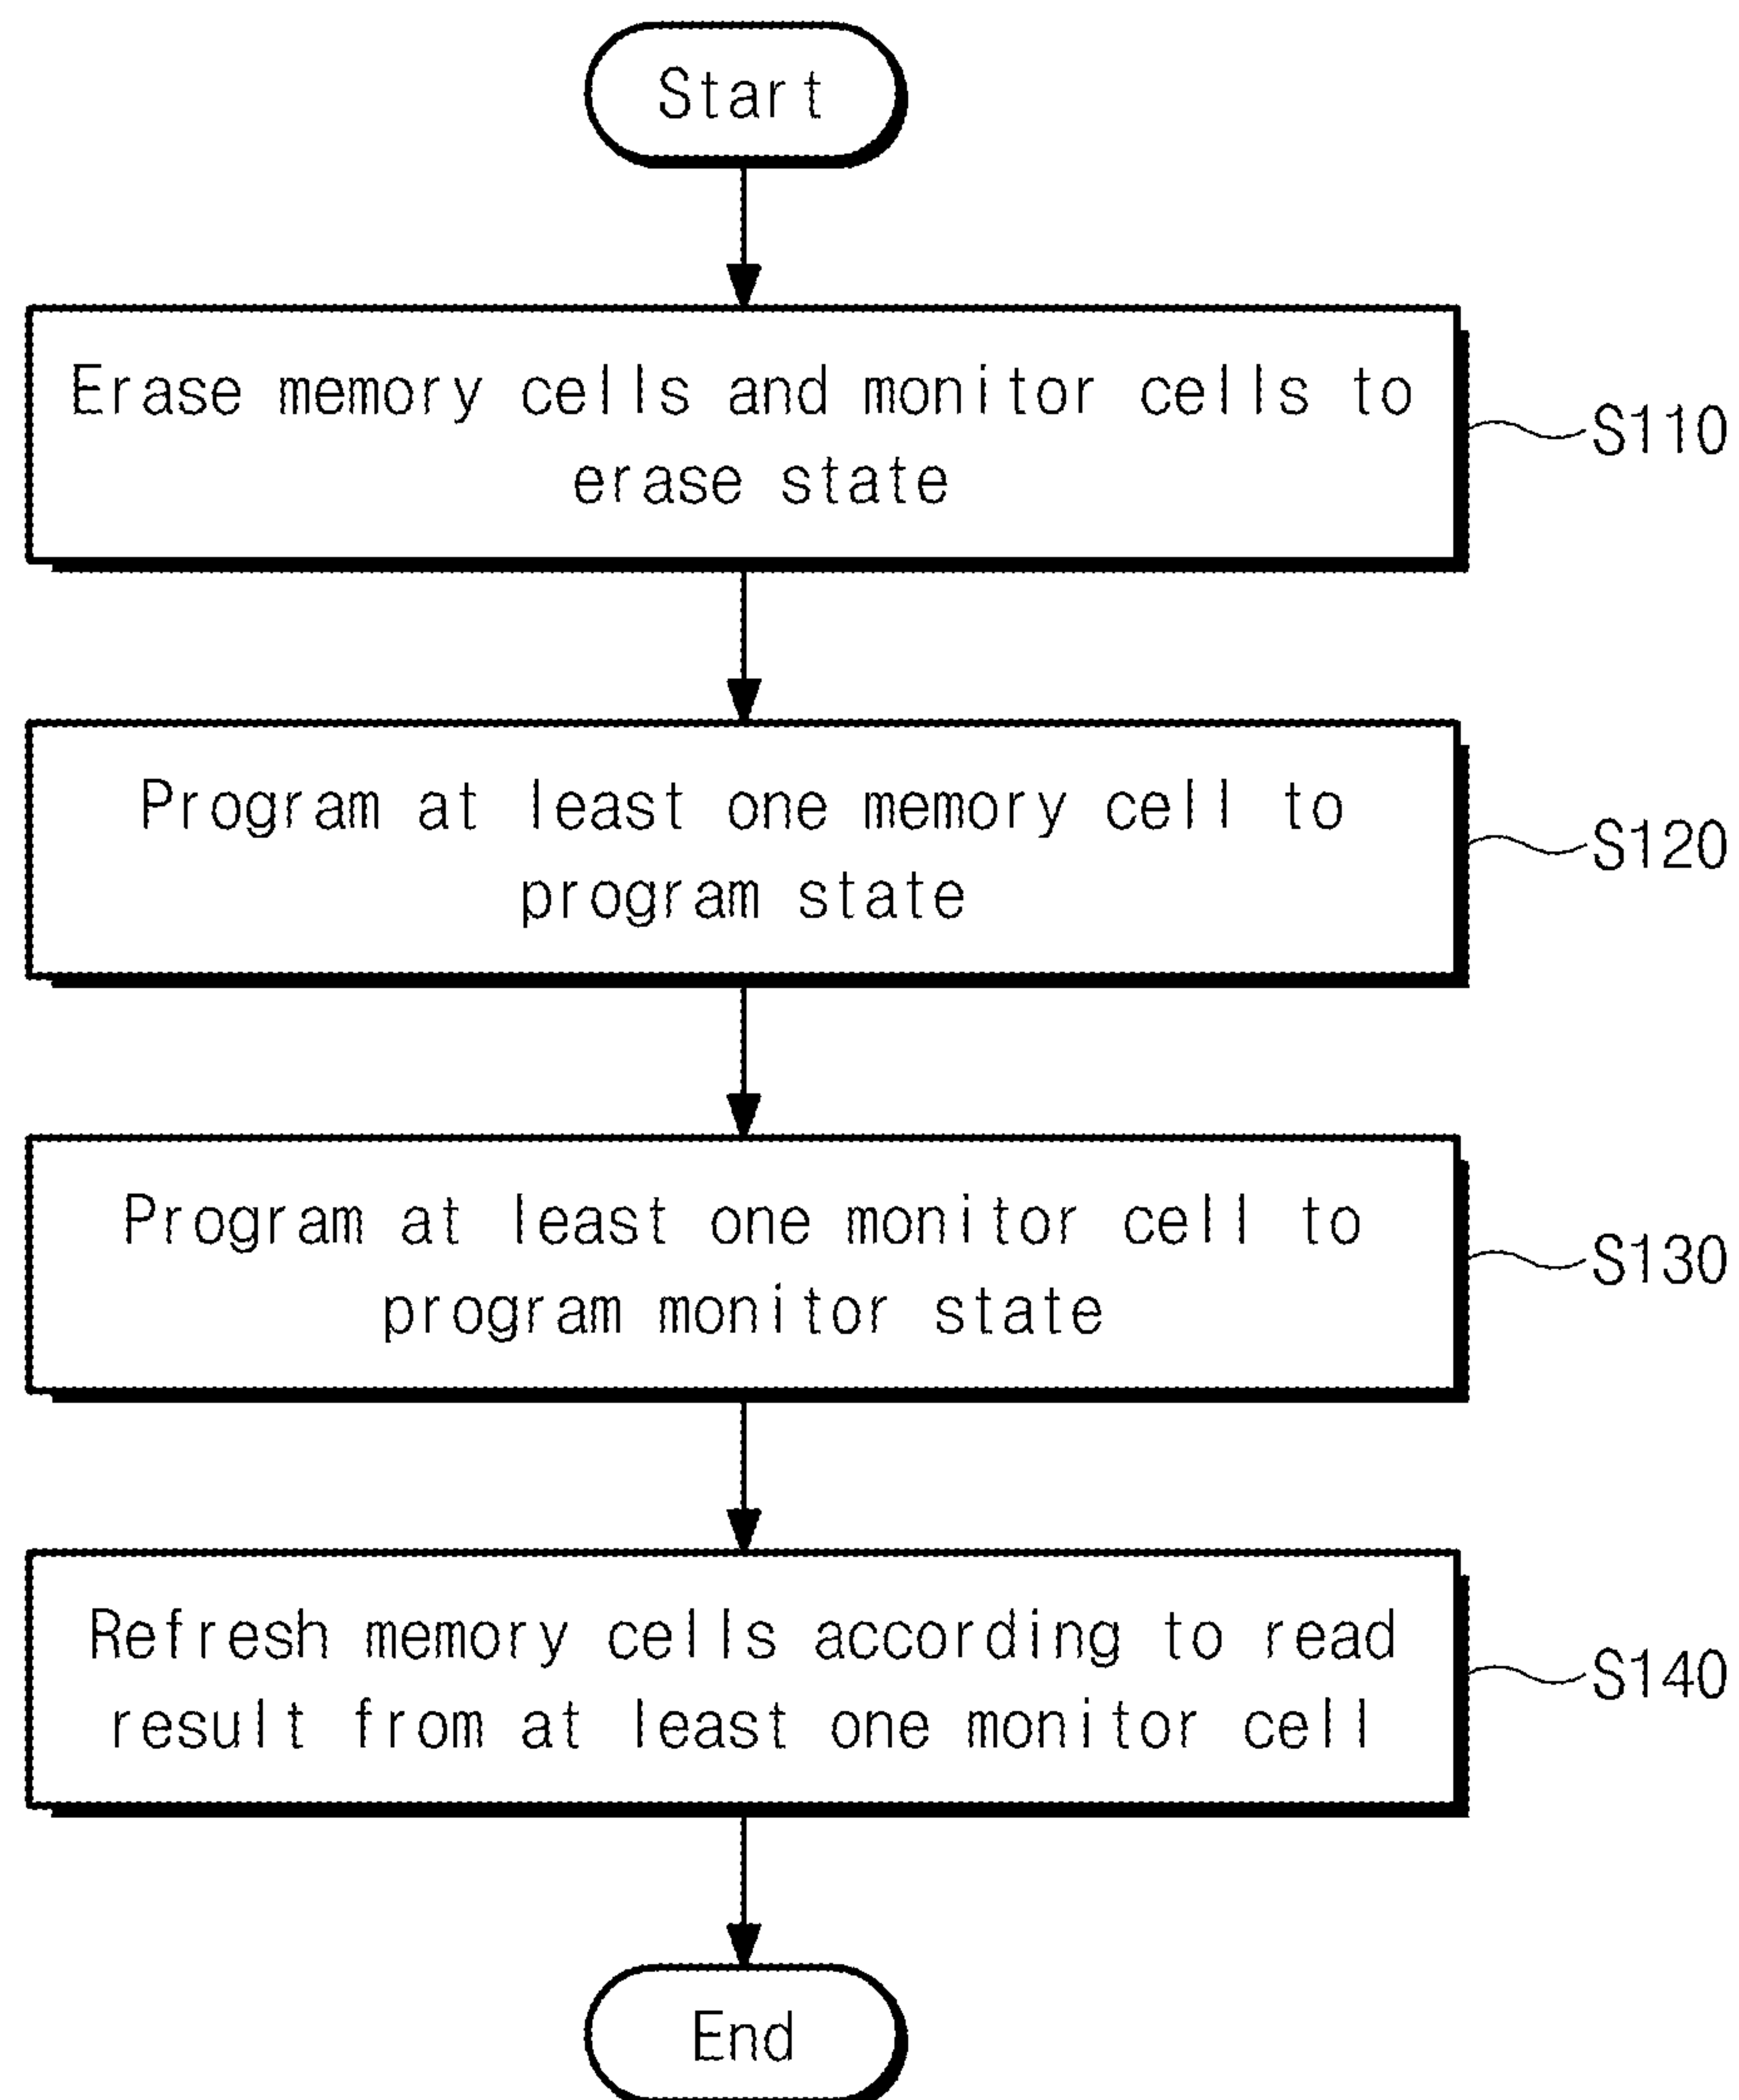 Start
Erase memory cells and monitor cells to
erase state
S110
Program at least one memory cell to
program state
S120
Program at least one monitor cell to
program monitor state
S130
Refresh memory cells according to read
result from at least one monitor cell
S140
End